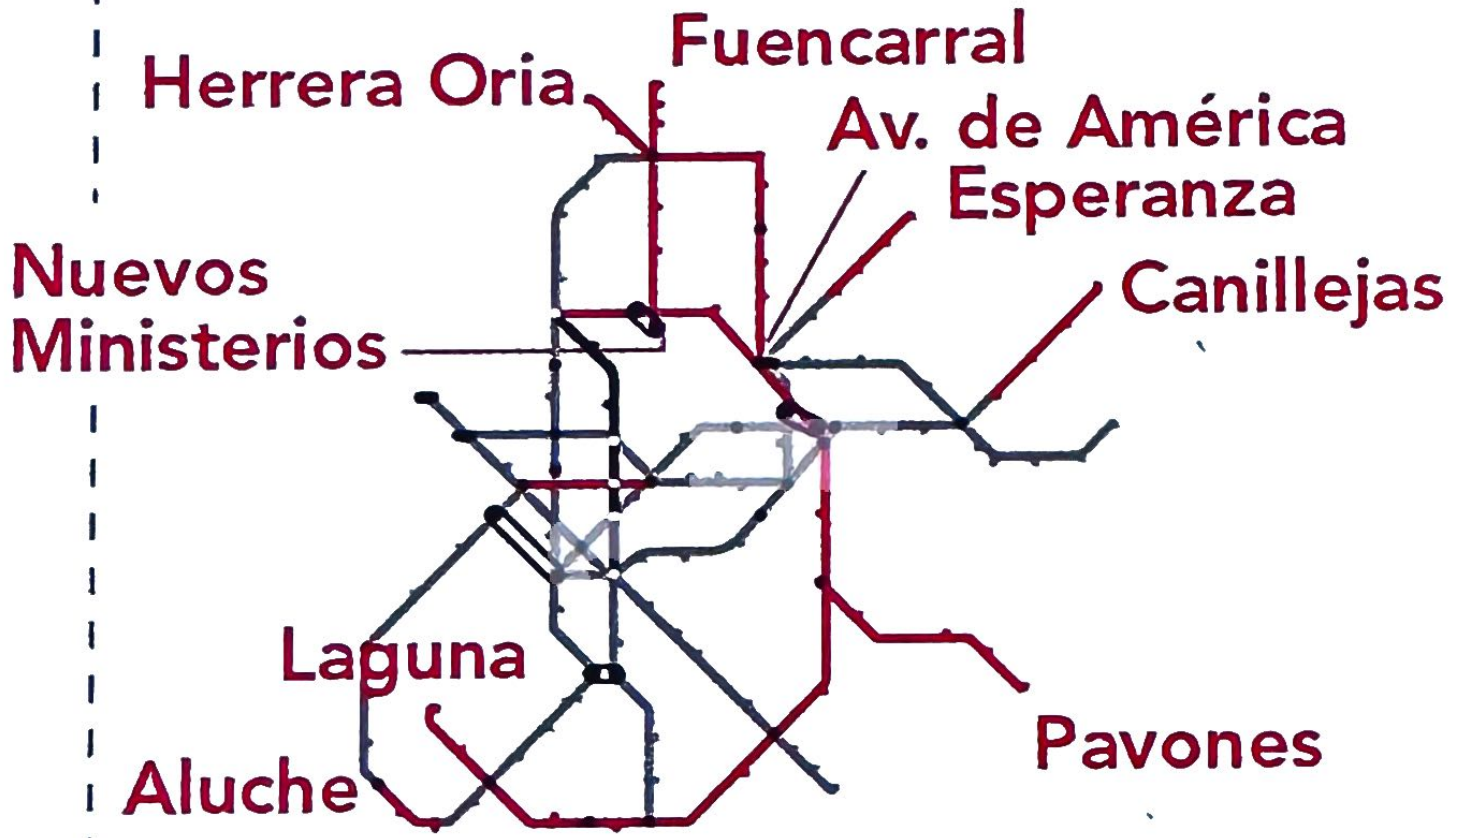 Fuencarral
Herrera Oria
Av. de América
Esperanza
Nuevos
Ministerios
Canillejas
Laguna
Pavones
Aluche